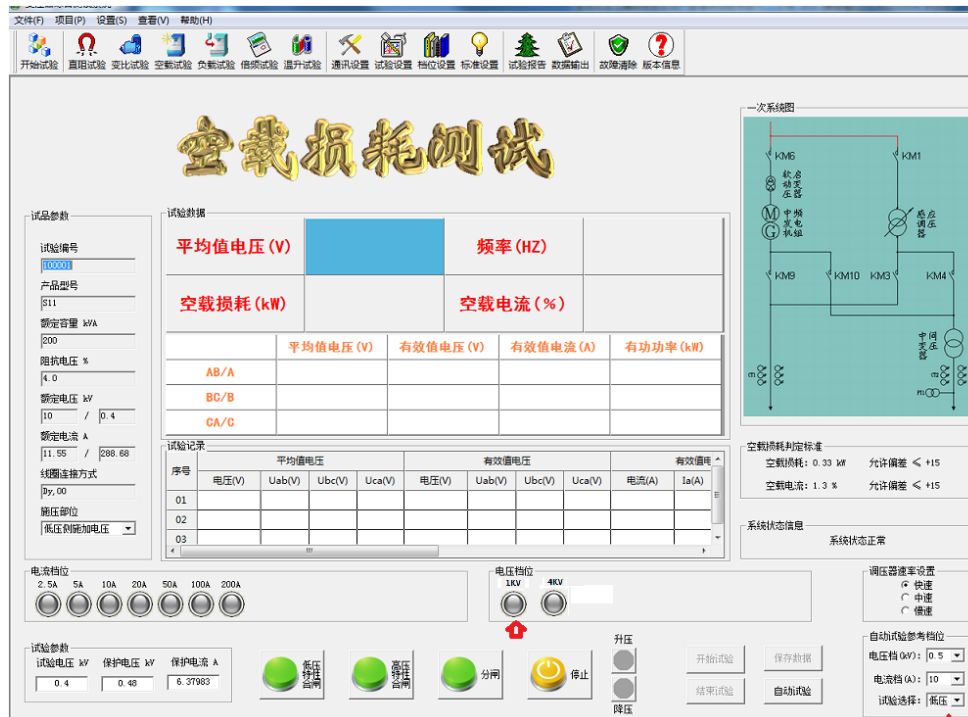 文件(F) 项目(P) 设置(S) 查看(V) 帮助(H)
开始试验 直阻试验 变比试验 空载试验 负载试验 倍频试验 温升试验 通讯设置 试验设置 档位设置 标准设置 试验报告 数据输出 故障清除 版本信息
空载损耗测试
试品参数
试验编号
100001
产品型号
S11
额定容量 kVA
200
阻抗电压 %
4.0
额定电压 kV
10 / 0.4
额定电流 A
11.55 / 288.68
线圈连接方式
Dy,00
施压部位
低压侧施加电压
试验数据
平均值电压(V) 频率(HZ)
空载损耗(kW) 空载电流(%)
平均值电压(V) 有效值电压(V) 有效值电流(A) 有功功率(kW)
AB/A
BC/B
CA/C
试验记录
序号 平均值电压 有效值电压 有效值电
电压(V) Uab(V) Ubc(V) Uca(V) 电压(V) Uab(V) Ubc(V) Uca(V) 电流(A) Ia(A)
01
02
03
一次系统图
KM6 KM1
软启动变压器
M 中频发电机组
G
感应调压器
KM9 KM10 KM3 KM4
中间变压器
空载损耗判定标准
空载损耗: 0.33 kW 允许偏差 ≤ +15
空载电流: 1.3 % 允许偏差 ≤ +15
系统状态信息
系统状态正常
电流档位
2.5A 5A 10A 20A 50A 100A 200A
电压档位
1KV 4KV
调压器速率设置
快速
中速
慢速
试验参数
试验电压 kV 保护电压 kV 保护电流 A
0.4 0.48 6.37983
低压特性合闸
高压特性合闸
分闸
停止
升压
降压
开始试验 保存数据
结束试验 自动试验
自动试验参考档位
电压档(kV): 0.5
电流档(A): 10
试验选择: 低压